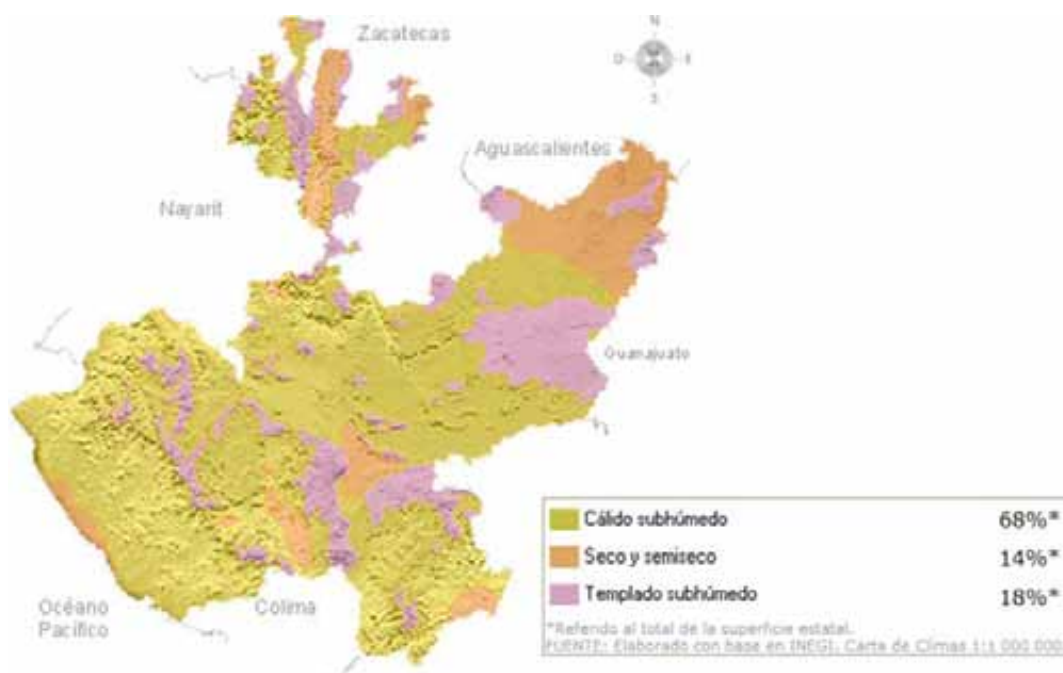 Zacatecas
N
O
E
S
Aguascalientes
Nayarit
Guanajuato
Océano
Pacífico
Colima
Cálido subhúmedo 68%*
Seco y semiseco 14%*
Templado subhúmedo 18%*
*Referido al total de la superficie estatal.
FUENTE: Elaborado con base en INEGI. Carta de Climas 1:1 000 000.